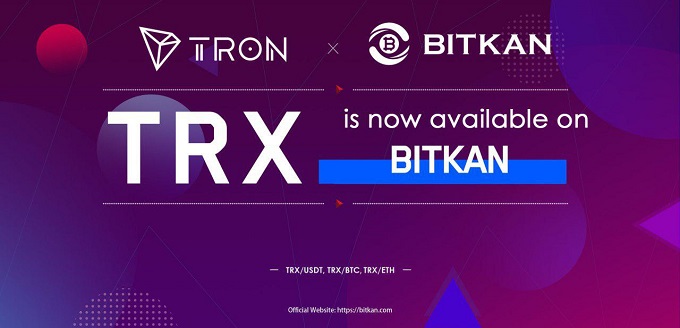 TRON × BITKAN
TRX
is now available on
BITKAN
— TRX/USDT, TRX/BTC, TRX/ETH —
Official Website: https://bitkan.com